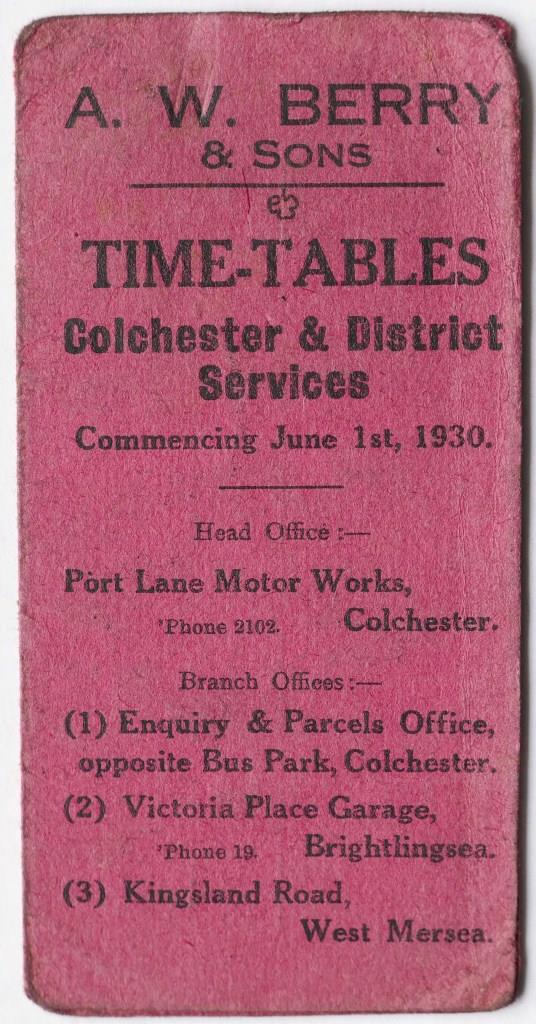 A. W. BERRY
& SONS
TIME-TABLES
Colchester & District
Services
Commencing June 1st, 1930.
Head Office :—
Port Lane Motor Works,
'Phone 2102. Colchester.
Branch Offices:—
(1) Enquiry & Parcels Office,
opposite Bus Park, Colchester.
(2) Victoria Place Garage,
'Phone 19. Brightlingsea.
(3) Kingsland Road,
West Mersea.